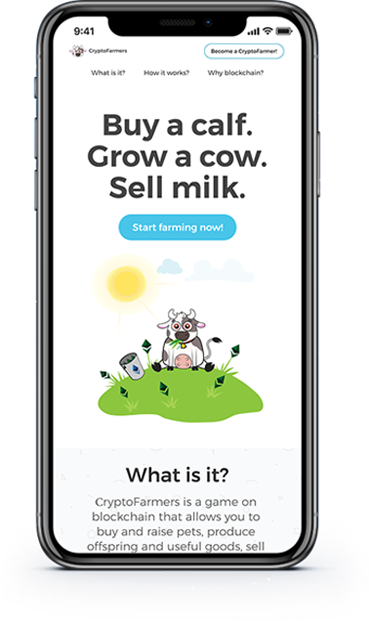 9:41
CryptoFarmers
Become a CryptoFarmer!
What is it?
How it works?
Why blockchain?
Buy a calf.
Grow a cow.
Sell milk.
Start farming now!
What is it?
CryptoFarmers is a game on
blockchain that allows you to
buy and raise pets, produce
offspring and useful goods, sell